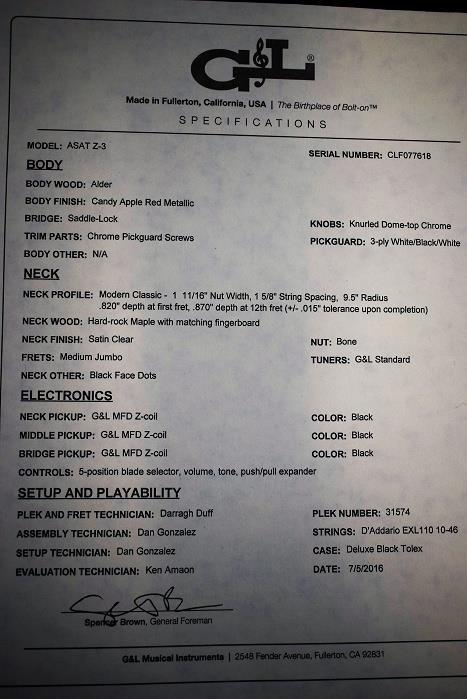 G&L®
Made in Fullerton, California, USA | The Birthplace of Bolt-on™
SPECIFICATIONS
MODEL: ASAT Z-3
SERIAL NUMBER: CLF077618
BODY
BODY WOOD: Alder
BODY FINISH: Candy Apple Red Metallic
BRIDGE: Saddle-Lock
KNOBS: Knurled Dome-top Chrome
TRIM PARTS: Chrome Pickguard Screws
PICKGUARD: 3-ply White/Black/White
BODY OTHER: N/A
NECK
NECK PROFILE: Modern Classic - 1 11/16" Nut Width, 1 5/8" String Spacing, 9.5" Radius
.820" depth at first fret, .870" depth at 12th fret (+/- .015" tolerance upon completion)
NECK WOOD: Hard-rock Maple with matching fingerboard
NECK FINISH: Satin Clear
NUT: Bone
FRETS: Medium Jumbo
TUNERS: G&L Standard
NECK OTHER: Black Face Dots
ELECTRONICS
NECK PICKUP: G&L MFD Z-coil
COLOR: Black
MIDDLE PICKUP: G&L MFD Z-coil
COLOR: Black
BRIDGE PICKUP: G&L MFD Z-coil
COLOR: Black
CONTROLS: 5-position blade selector, volume, tone, push/pull expander
SETUP AND PLAYABILITY
PLEK AND FRET TECHNICIAN: Darragh Duff
PLEK NUMBER: 31574
ASSEMBLY TECHNICIAN: Dan Gonzalez
STRINGS: D'Addario EXL110 10-46
SETUP TECHNICIAN: Dan Gonzalez
CASE: Deluxe Black Tolex
EVALUATION TECHNICIAN: Ken Amaon
DATE: 7/5/2016
Spencer Brown, General Foreman
G&L Musical Instruments | 2548 Fender Avenue, Fullerton, CA 92831